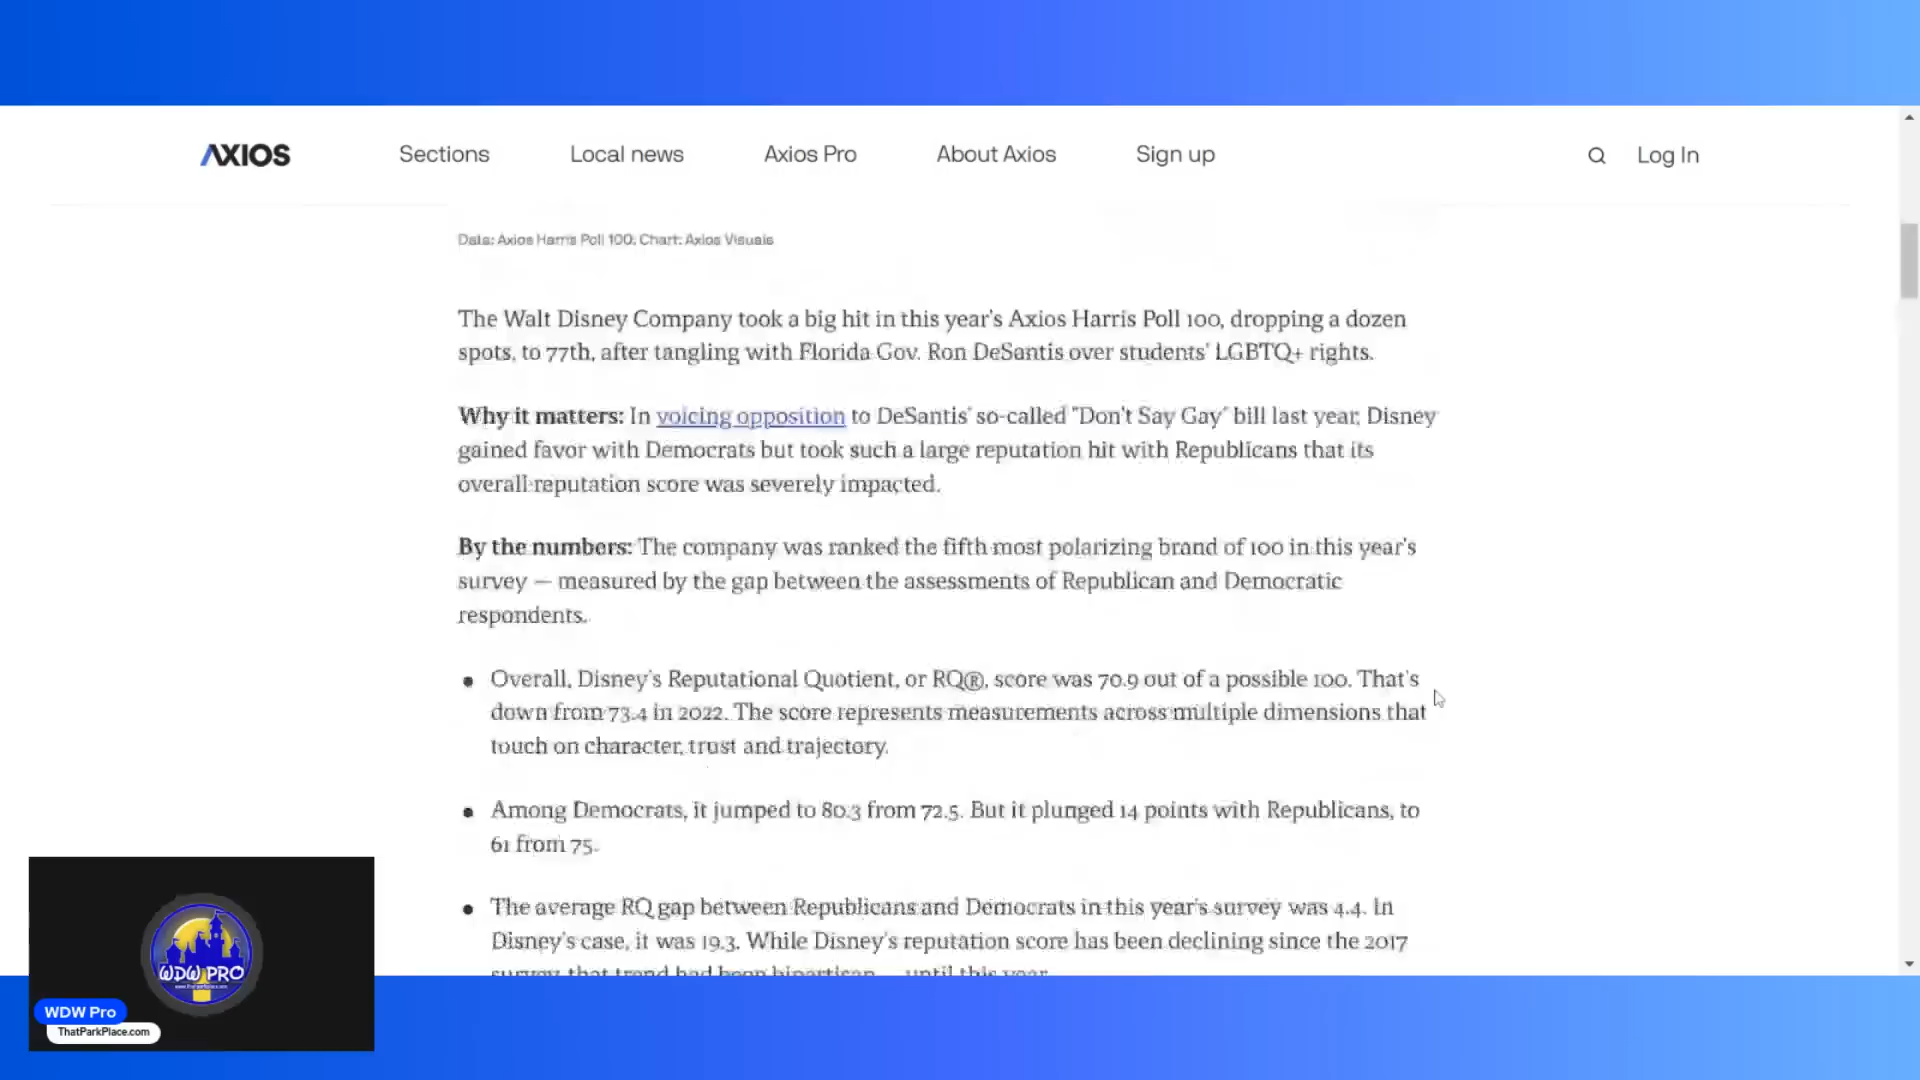 AXIOS
Sections
Local news
Axios Pro
About Axios
Sign up
Log In
Data: Axios Harris Poll 100; Chart: Axios Visuals
The Walt Disney Company took a big hit in this year's Axios Harris Poll 100, dropping a dozen
spots, to 77th, after tangling with Florida Gov. Ron DeSantis over students' LGBTQ+ rights.
Why it matters: In voicing opposition to DeSantis' so-called "Don't Say Gay" bill last year, Disney
gained favor with Democrats but took such a large reputation hit with Republicans that its
overall reputation score was severely impacted.
By the numbers: The company was ranked the fifth most polarizing brand of 100 in this year's
survey — measured by the gap between the assessments of Republican and Democratic
respondents.
• Overall, Disney's Reputational Quotient, or RQ®, score was 70.9 out of a possible 100. That's
down from 73.4 in 2022. The score represents measurements across multiple dimensions that
touch on character, trust and trajectory.
• Among Democrats, it jumped to 80.3 from 72.5. But it plunged 14 points with Republicans, to
61 from 75.
• The average RQ gap between Republicans and Democrats in this year's survey was 4.4. In
Disney's case, it was 19.3. While Disney's reputation score has been declining since the 2017
survey, that trend had been bipartisan — until this year.
WDW PRO
WDW Pro
ThatParkPlace.com